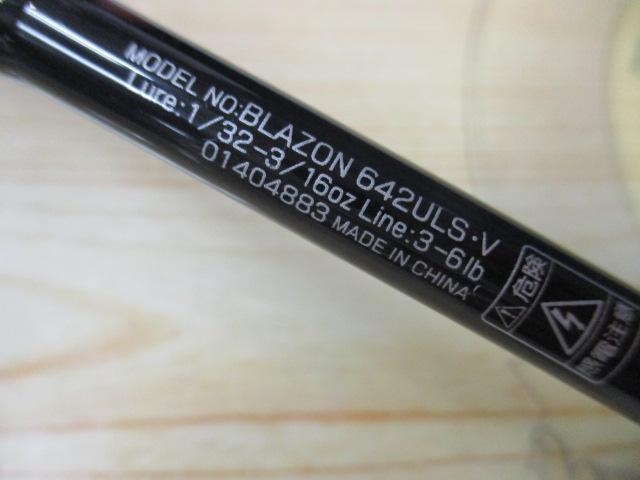 MODEL NO:BLAZON 642ULS・V
Lure:1/32-3/16oz Line:3-6lb
01404883 MADE IN CHINA
危険
感電注意